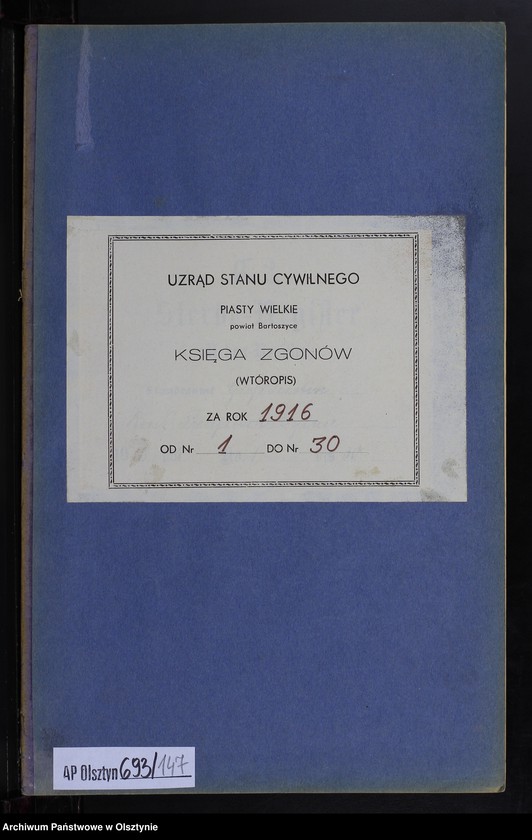 UZRĄD STANU CYWILNEGO
PIASTY WIELKIE
powiat Bartoszyce
KSIĘGA ZGONÓW
(WTÓROPIS)
ZA ROK 1916
OD Nr 1 DO Nr 30
AP Olsztyn 693/147
Archiwum Państwowe w Olsztynie